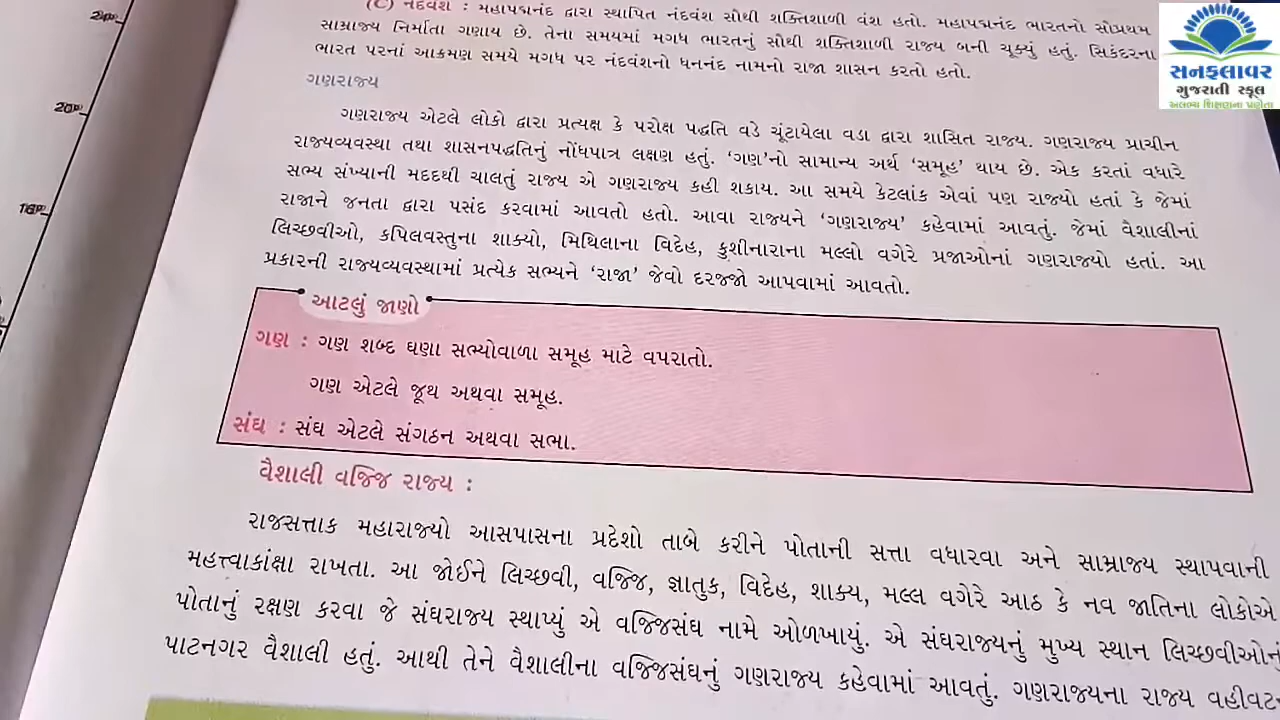 (C) નંદવંશ : મહાપદ્મનંદ દ્વારા સ્થાપિત નંદવંશ સૌથી શક્તિશાળી વંશ હતો. મહાપદ્મનંદ ભારતનો સૌપ્રથમ
સામ્રાજ્ય નિર્માતા ગણાય છે. તેના સમયમાં મગધ ભારતનું સૌથી શક્તિશાળી રાજ્ય બની ચૂક્યું હતું. સિકંદરના
ભારત પરનાં આક્રમણ સમયે મગધ પર નંદવંશનો ધનનંદ નામનો રાજા શાસન કરતો હતો.
ગણરાજ્ય
ગણરાજ્ય એટલે લોકો દ્વારા પ્રત્યક્ષ કે પરોક્ષ પદ્ધતિ વડે ચૂંટાયેલા વડા દ્વારા શાસિત રાજ્ય. ગણરાજ્ય પ્રાચીન
રાજ્યવ્યવસ્થા તથા શાસનપદ્ધતિનું નોંધપાત્ર લક્ષણ હતું. ‘ગણ’નો સામાન્ય અર્થ ‘સમૂહ’ થાય છે. એક કરતાં વધારે
સભ્ય સંખ્યાની મદદથી ચાલતું રાજ્ય એ ગણરાજ્ય કહી શકાય. આ સમયે કેટલાંક એવાં પણ રાજ્યો હતાં કે જેમાં
રાજાને જનતા દ્વારા પસંદ કરવામાં આવતો હતો. આવા રાજ્યને ‘ગણરાજ્ય’ કહેવામાં આવતું. જેમાં વૈશાલીનાં
લિચ્છવીઓ, કપિલવસ્તુના શાક્યો, મિથિલાના વિદેહ, કુશીનારાના મલ્લો વગેરે પ્રજાઓનાં ગણરાજ્યો હતાં. આ
પ્રકારની રાજ્યવ્યવસ્થામાં પ્રત્યેક સભ્યને ‘રાજા’ જેવો દરજ્જો આપવામાં આવતો.
આટલું જાણો
ગણ : ગણ શબ્દ ઘણા સભ્યોવાળા સમૂહ માટે વપરાતો.
ગણ એટલે જૂથ અથવા સમૂહ.
સંઘ : સંઘ એટલે સંગઠન અથવા સભા.
વૈશાલી વજ્જિ રાજ્ય :
રાજસત્તાક મહારાજ્યો આસપાસના પ્રદેશો તાબે કરીને પોતાની સત્તા વધારવા અને સામ્રાજ્ય સ્થાપવાની
મહત્ત્વાકાંક્ષા રાખતા. આ જોઈને લિચ્છવી, વજ્જિ, જ્ઞાતુક, વિદેહ, શાક્ય, મલ્લ વગેરે આઠ કે નવ જાતિના લોકોએ
પોતાનું રક્ષણ કરવા જે સંઘરાજ્ય સ્થાપ્યું એ વજ્જિસંઘ નામે ઓળખાયું. એ સંઘરાજ્યનું મુખ્ય સ્થાન લિચ્છવીઓનું
પાટનગર વૈશાલી હતું. આથી તેને વૈશાલીના વજ્જિસંઘનું ગણરાજ્ય કહેવામાં આવતું. ગણરાજ્યના રાજ્ય વહીવટ
સનફલાવર
ગુજરાતી સ્કૂલ
અલભ્ય શિક્ષણના પ્રણેતા